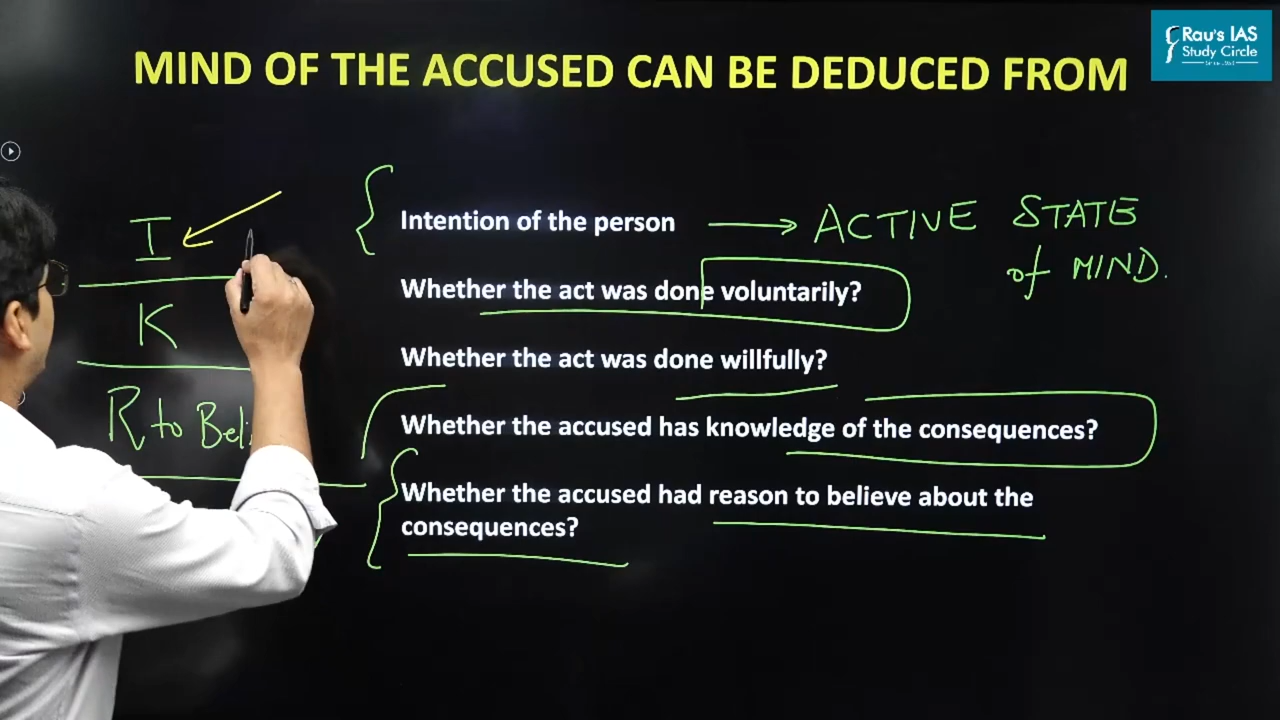 Rau's IAS
Study Circle
MIND OF THE ACCUSED CAN BE DEDUCED FROM
I
K
R to Beli
Intention of the person → ACTIVE STATE
of MIND.
Whether the act was done voluntarily?
Whether the act was done willfully?
Whether the accused has knowledge of the consequences?
Whether the accused had reason to believe about the
consequences?